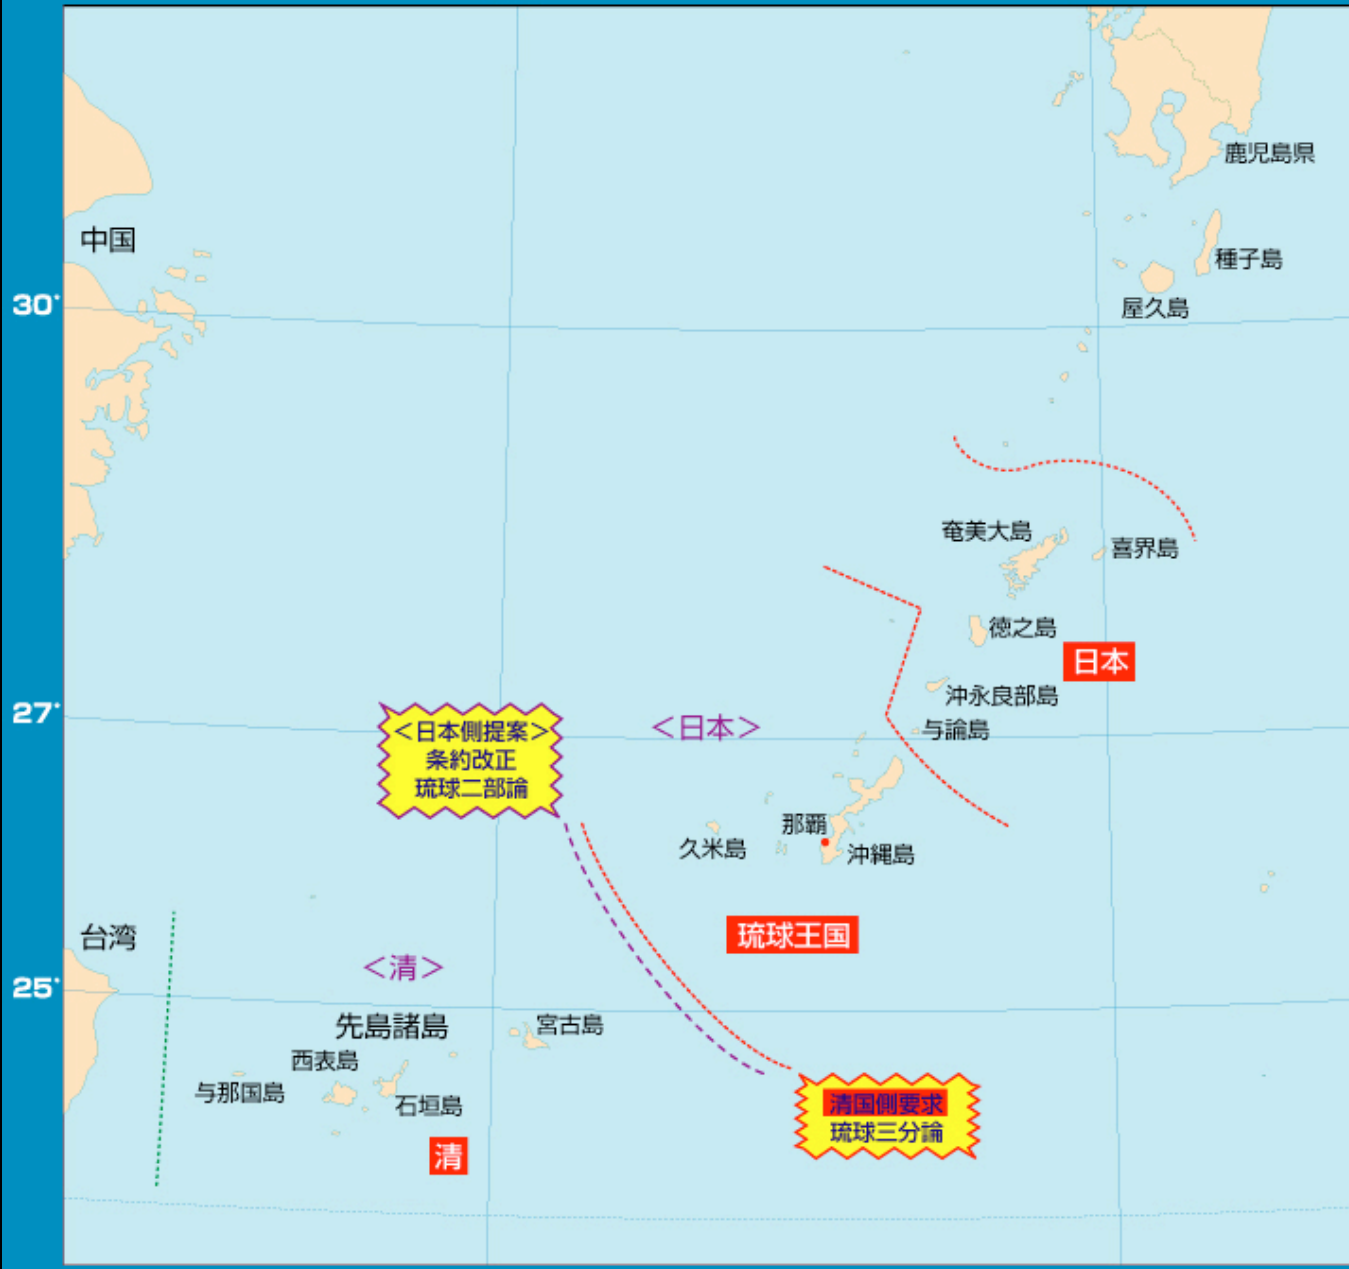 鹿児島県
中国
種子島
30°
屋久島
奄美大島
喜界島
徳之島
日本
沖永良部島
27°
<日本側提案>
条約改正
琉球二部論
<日本>
与論島
那覇
久米島
沖縄島
台湾
琉球王国
<清>
25°
先島諸島
宮古島
西表島
与那国島
石垣島
清国側要求
琉球三分論
清